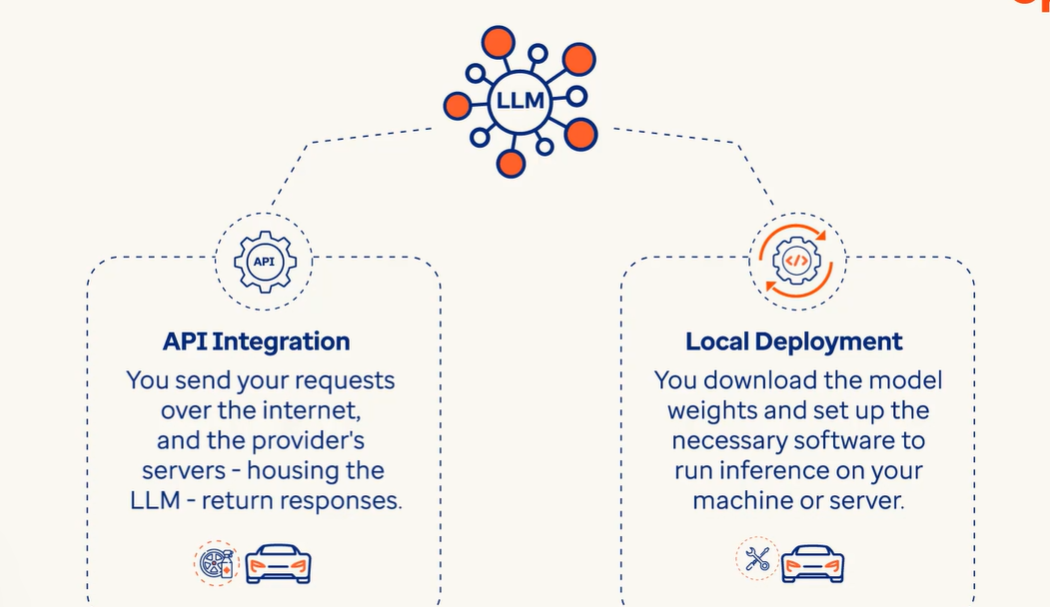 LLM
API
API Integration
You send your requests
over the internet,
and the provider's
servers - housing the
LLM - return responses.
</>
Local Deployment
You download the model
weights and set up the
necessary software to
run inference on your
machine or server.